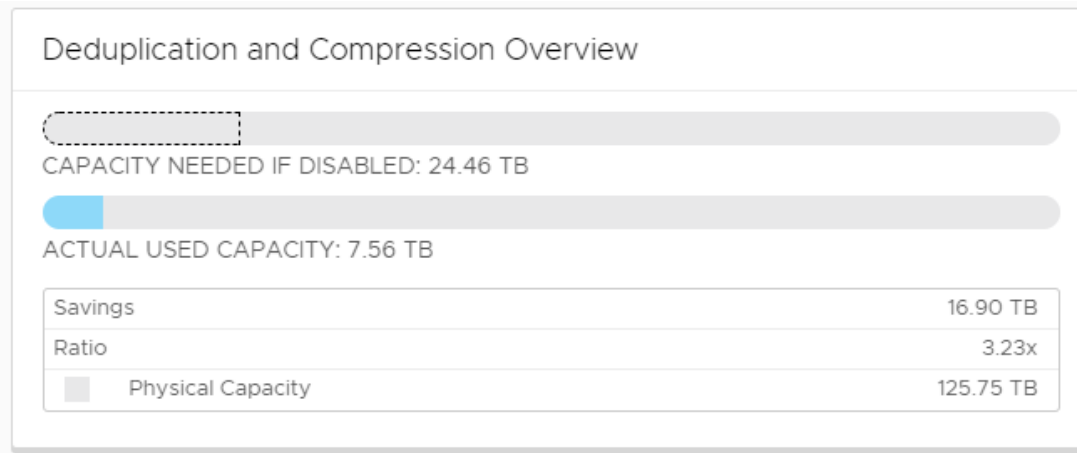 Deduplication and Compression Overview
CAPACITY NEEDED IF DISABLED: 24.46 TB
ACTUAL USED CAPACITY: 7.56 TB
Savings 16.90 TB
Ratio 3.23x
Physical Capacity 125.75 TB